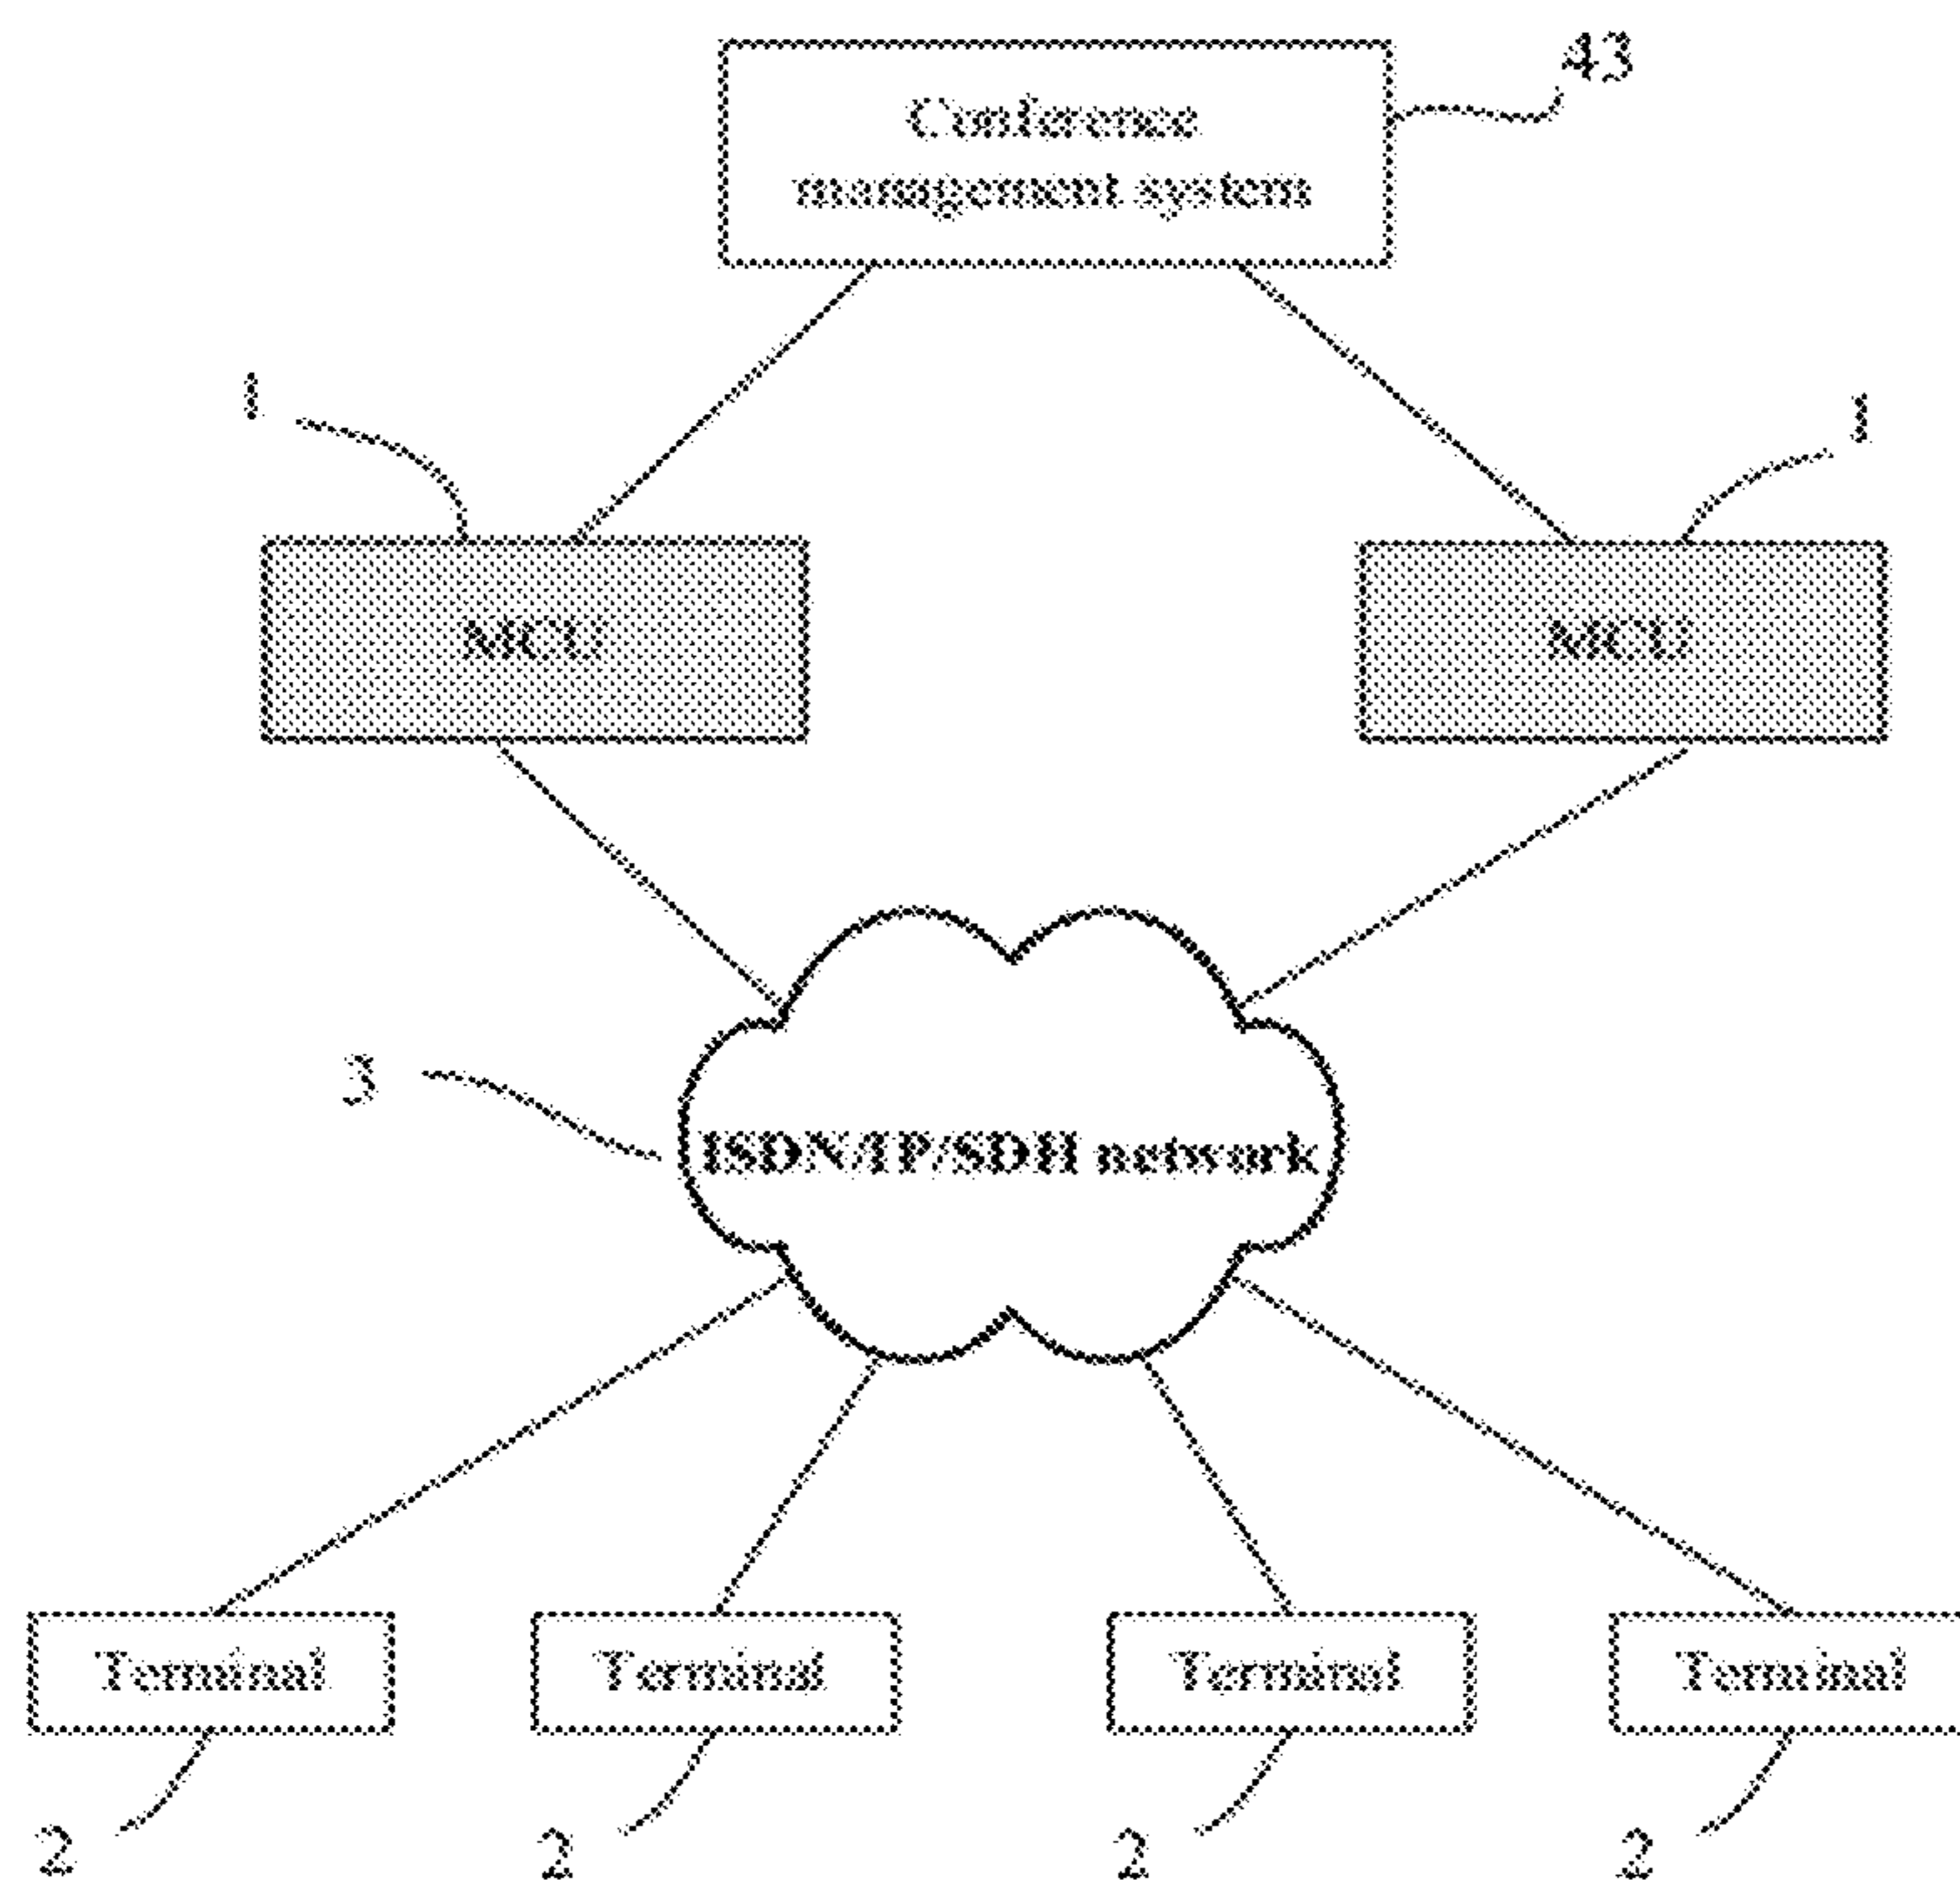 43
Conference
management system
1
1
MCU
MCU
3
ISDN/IP/SDH network
Terminal
Terminal
Terminal
Terminal
2
2
2
2